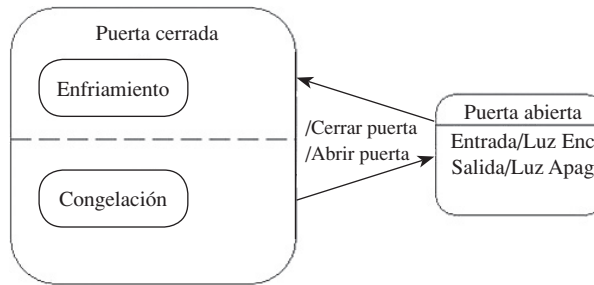 Puerta cerrada
Enfriamiento
Congelación
/Cerrar puerta
/Abrir puerta
Puerta abierta
Entrada/Luz Enc
Salida/Luz Apag